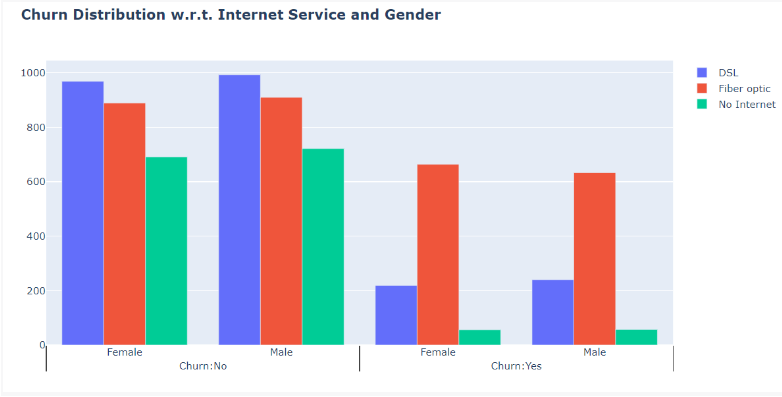 Churn Distribution w.r.t. Internet Service and Gender
1000
800
600
400
200
0
DSL
Fiber optic
No Internet
Female Male Female Male
Churn:No Churn:Yes